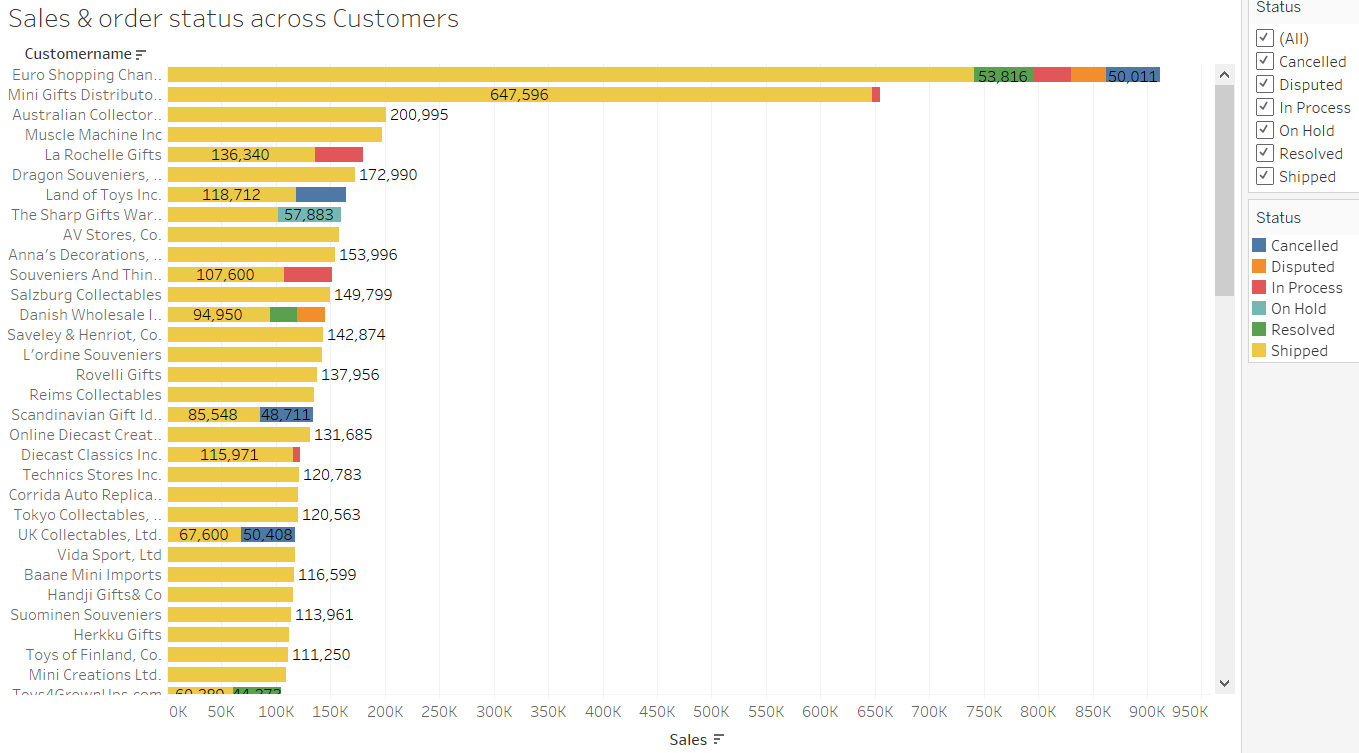 Sales & order status across Customers
Customername
Euro Shopping Chan.. 53,816 50,011
Mini Gifts Distributo.. 647,596
Australian Collector.. 200,995
Muscle Machine Inc
La Rochelle Gifts 136,340
Dragon Souveniers, .. 172,990
Land of Toys Inc. 118,712
The Sharp Gifts War.. 57,883
AV Stores, Co.
Anna's Decorations, .. 153,996
Souveniers And Thin.. 107,600
Salzburg Collectables 149,799
Danish Wholesale I.. 94,950
Saveley & Henriot, Co. 142,874
L'ordine Souveniers
Rovelli Gifts 137,956
Reims Collectables
Scandinavian Gift Id.. 85,548 48,711
Online Diecast Creat.. 131,685
Diecast Classics Inc. 115,971
Technics Stores Inc. 120,783
Corrida Auto Replica..
Tokyo Collectables, .. 120,563
UK Collectables, Ltd. 67,600 50,408
Vida Sport, Ltd
Baane Mini Imports 116,599
Handji Gifts& Co
Suominen Souveniers 113,961
Herkku Gifts
Toys of Finland, Co. 111,250
Mini Creations Ltd.
Toys4GrownUps.com
0K 50K 100K 150K 200K 250K 300K 350K 400K 450K 500K 550K 600K 650K 700K 750K 800K 850K 900K 950K
Sales
Status
(All)
Cancelled
Disputed
In Process
On Hold
Resolved
Shipped
Status
Cancelled
Disputed
In Process
On Hold
Resolved
Shipped